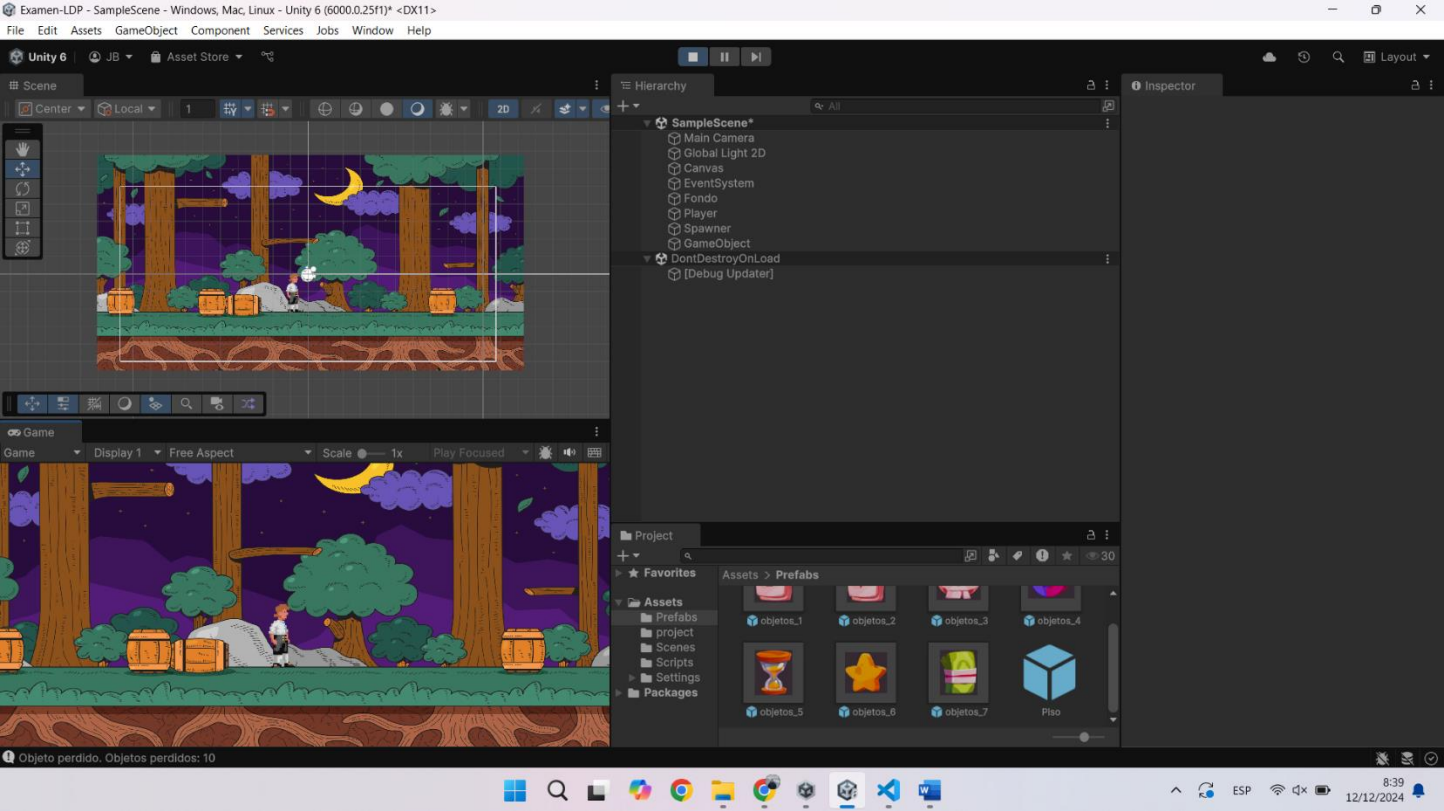 Examen-LDP - SampleScene - Windows, Mac, Linux - Unity 6 (6000.0.25f1)* <DX11>
File Edit Assets GameObject Component Services Jobs Window Help
Unity 6 JB Asset Store Layout
Scene
Center Local 1 2D
Hierarchy
All
SampleScene*
Main Camera
Global Light 2D
Canvas
EventSystem
Fondo
Player
Spawner
GameObject
DontDestroyOnLoad
[Debug Updater]
Inspector
Game
Game Display 1 Free Aspect Scale 1x Play Focused
Project
30
Favorites
Assets
Prefabs
project
Scenes
Scripts
Settings
Packages
Assets > Prefabs
objetos_1 objetos_2 objetos_3 objetos_4
objetos_5 objetos_6 objetos_7 PIso
Objeto perdido. Objetos perdidos: 10
ESP
8:39
12/12/2024